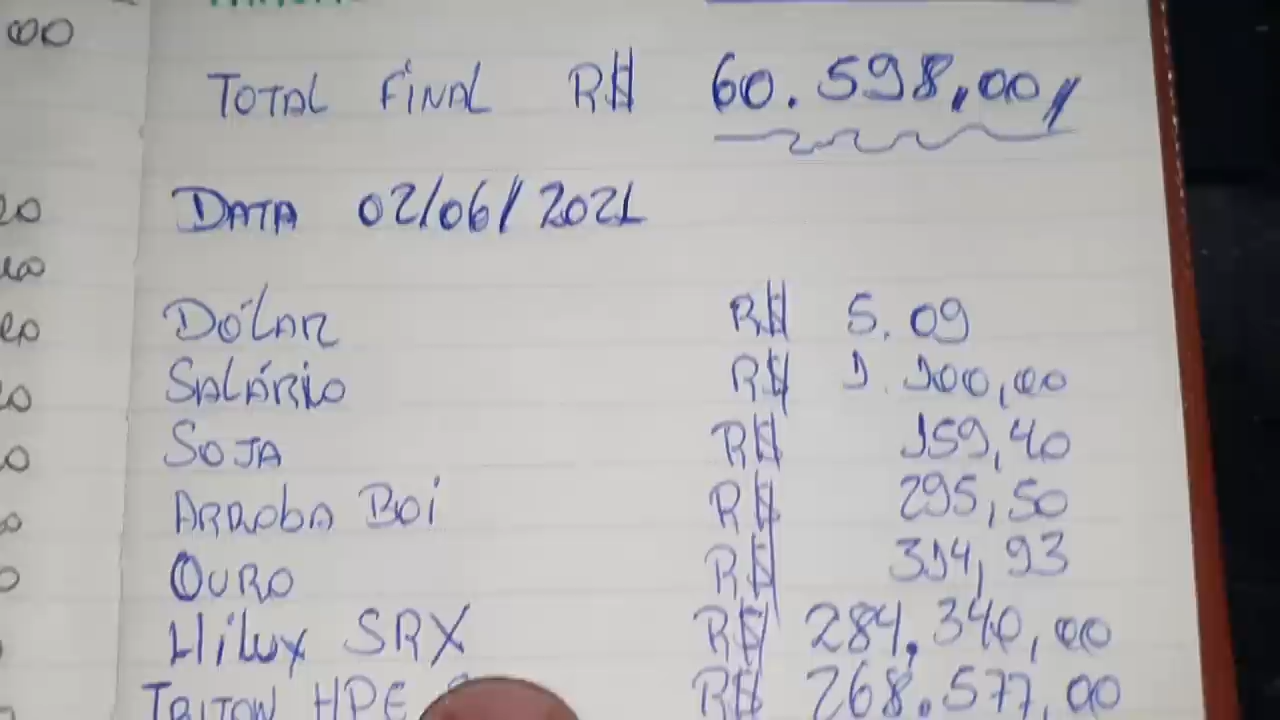 00
TOTAL FINAL R$ 60.598,00
DATA 02/06/2021
DÓLAR R$ 5.09
SALÁRIO R$ 1.100,00
SOJA R$ 159,40
ARROBA BOI R$ 295,50
OURO R$ 314,93
HILUX SRX R$ 284.340,00
TRITON HPE R$ 268.577,00